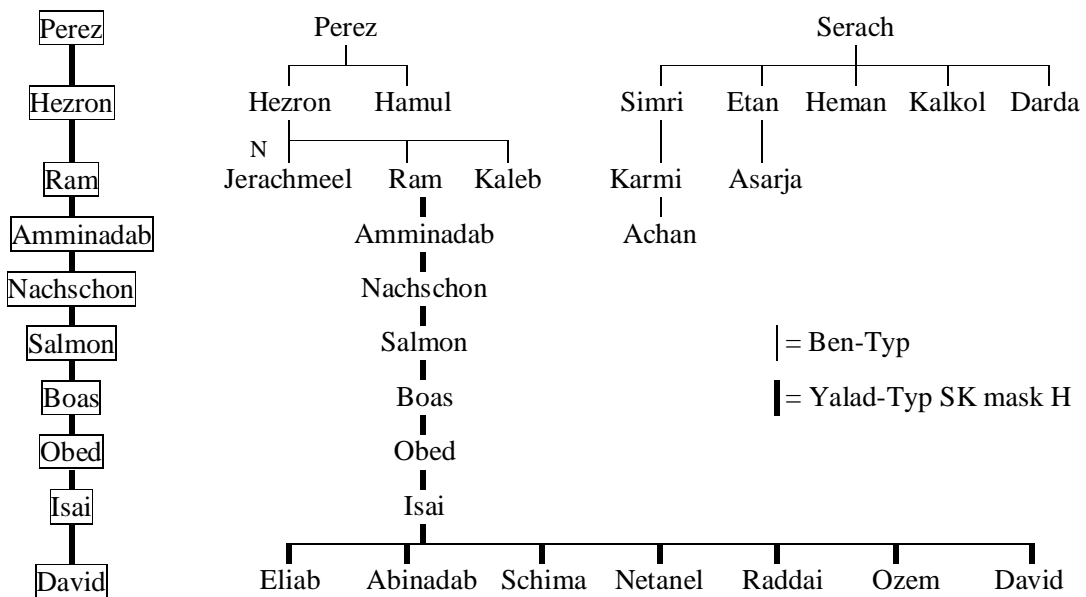 Perez Perez Serach
Hezron Hezron Hamul Simri Etan Heman Kalkol Darda
N
Ram Jerachmeel Ram Kaleb Karmi Asarja
Amminadab Amminadab Achan
Nachschon Nachschon
Salmon Salmon = Ben-Typ
Boas Boas = Yalad-Typ SK mask H
Obed Obed
Isai Isai
David Eliab Abinadab Schima Netanel Raddai Ozem David